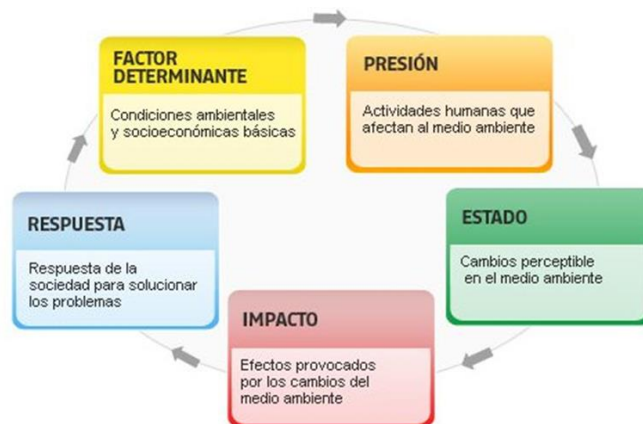 FACTOR
DETERMINANTE
Condiciones ambientales
y socioeconómicas básicas
PRESIÓN
Actividades humanas que
afectan al medio ambiente
ESTADO
Cambios perceptible
en el medio ambiente
IMPACTO
Efectos provocados
por los cambios del
medio ambiente
RESPUESTA
Respuesta de la
sociedad para solucionar
los problemas